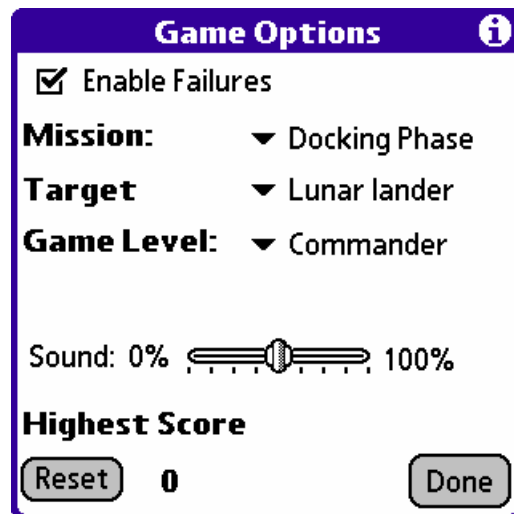 Game Options i
Enable Failures
Mission: Docking Phase
Target Lunar lander
Game Level: Commander
Sound: 0% 100%
Highest Score
Reset 0 Done